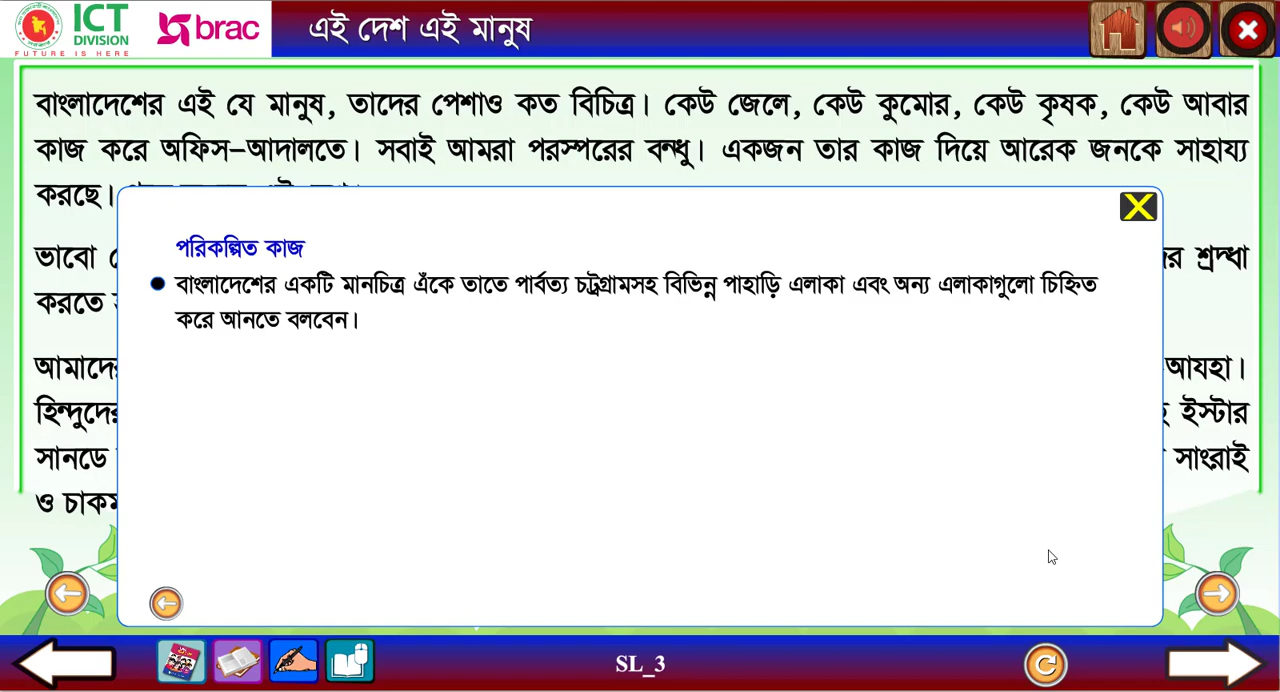 ICT
DIVISION
FUTURE IS HERE
brac
এই দেশ এই মানুষ
বাংলাদেশের এই যে মানুষ, তাদের পেশাও কত বিচিত্র। কেউ জেলে, কেউ কুমোর, কেউ কৃষক, কেউ আবার
কাজ করে অফিস-আদালতে। সবাই আমরা পরস্পরের বন্ধু। একজন তার কাজ দিয়ে আরেক জনকে সাহায্য
করছে।
পরিকল্পিত কাজ
বাংলাদেশের একটি মানচিত্র এঁকে তাতে পার্বত্য চট্রগ্রামসহ বিভিন্ন পাহাড়ি এলাকা এবং অন্য এলাকাগুলো চিহ্নিত
করে আনতে বলবেন।
ভাবো
শ্রদ্ধা
করতে
আযহা।
হিন্দুদের
ইস্টার
সানডে
সাংরাই
ও
SL_3